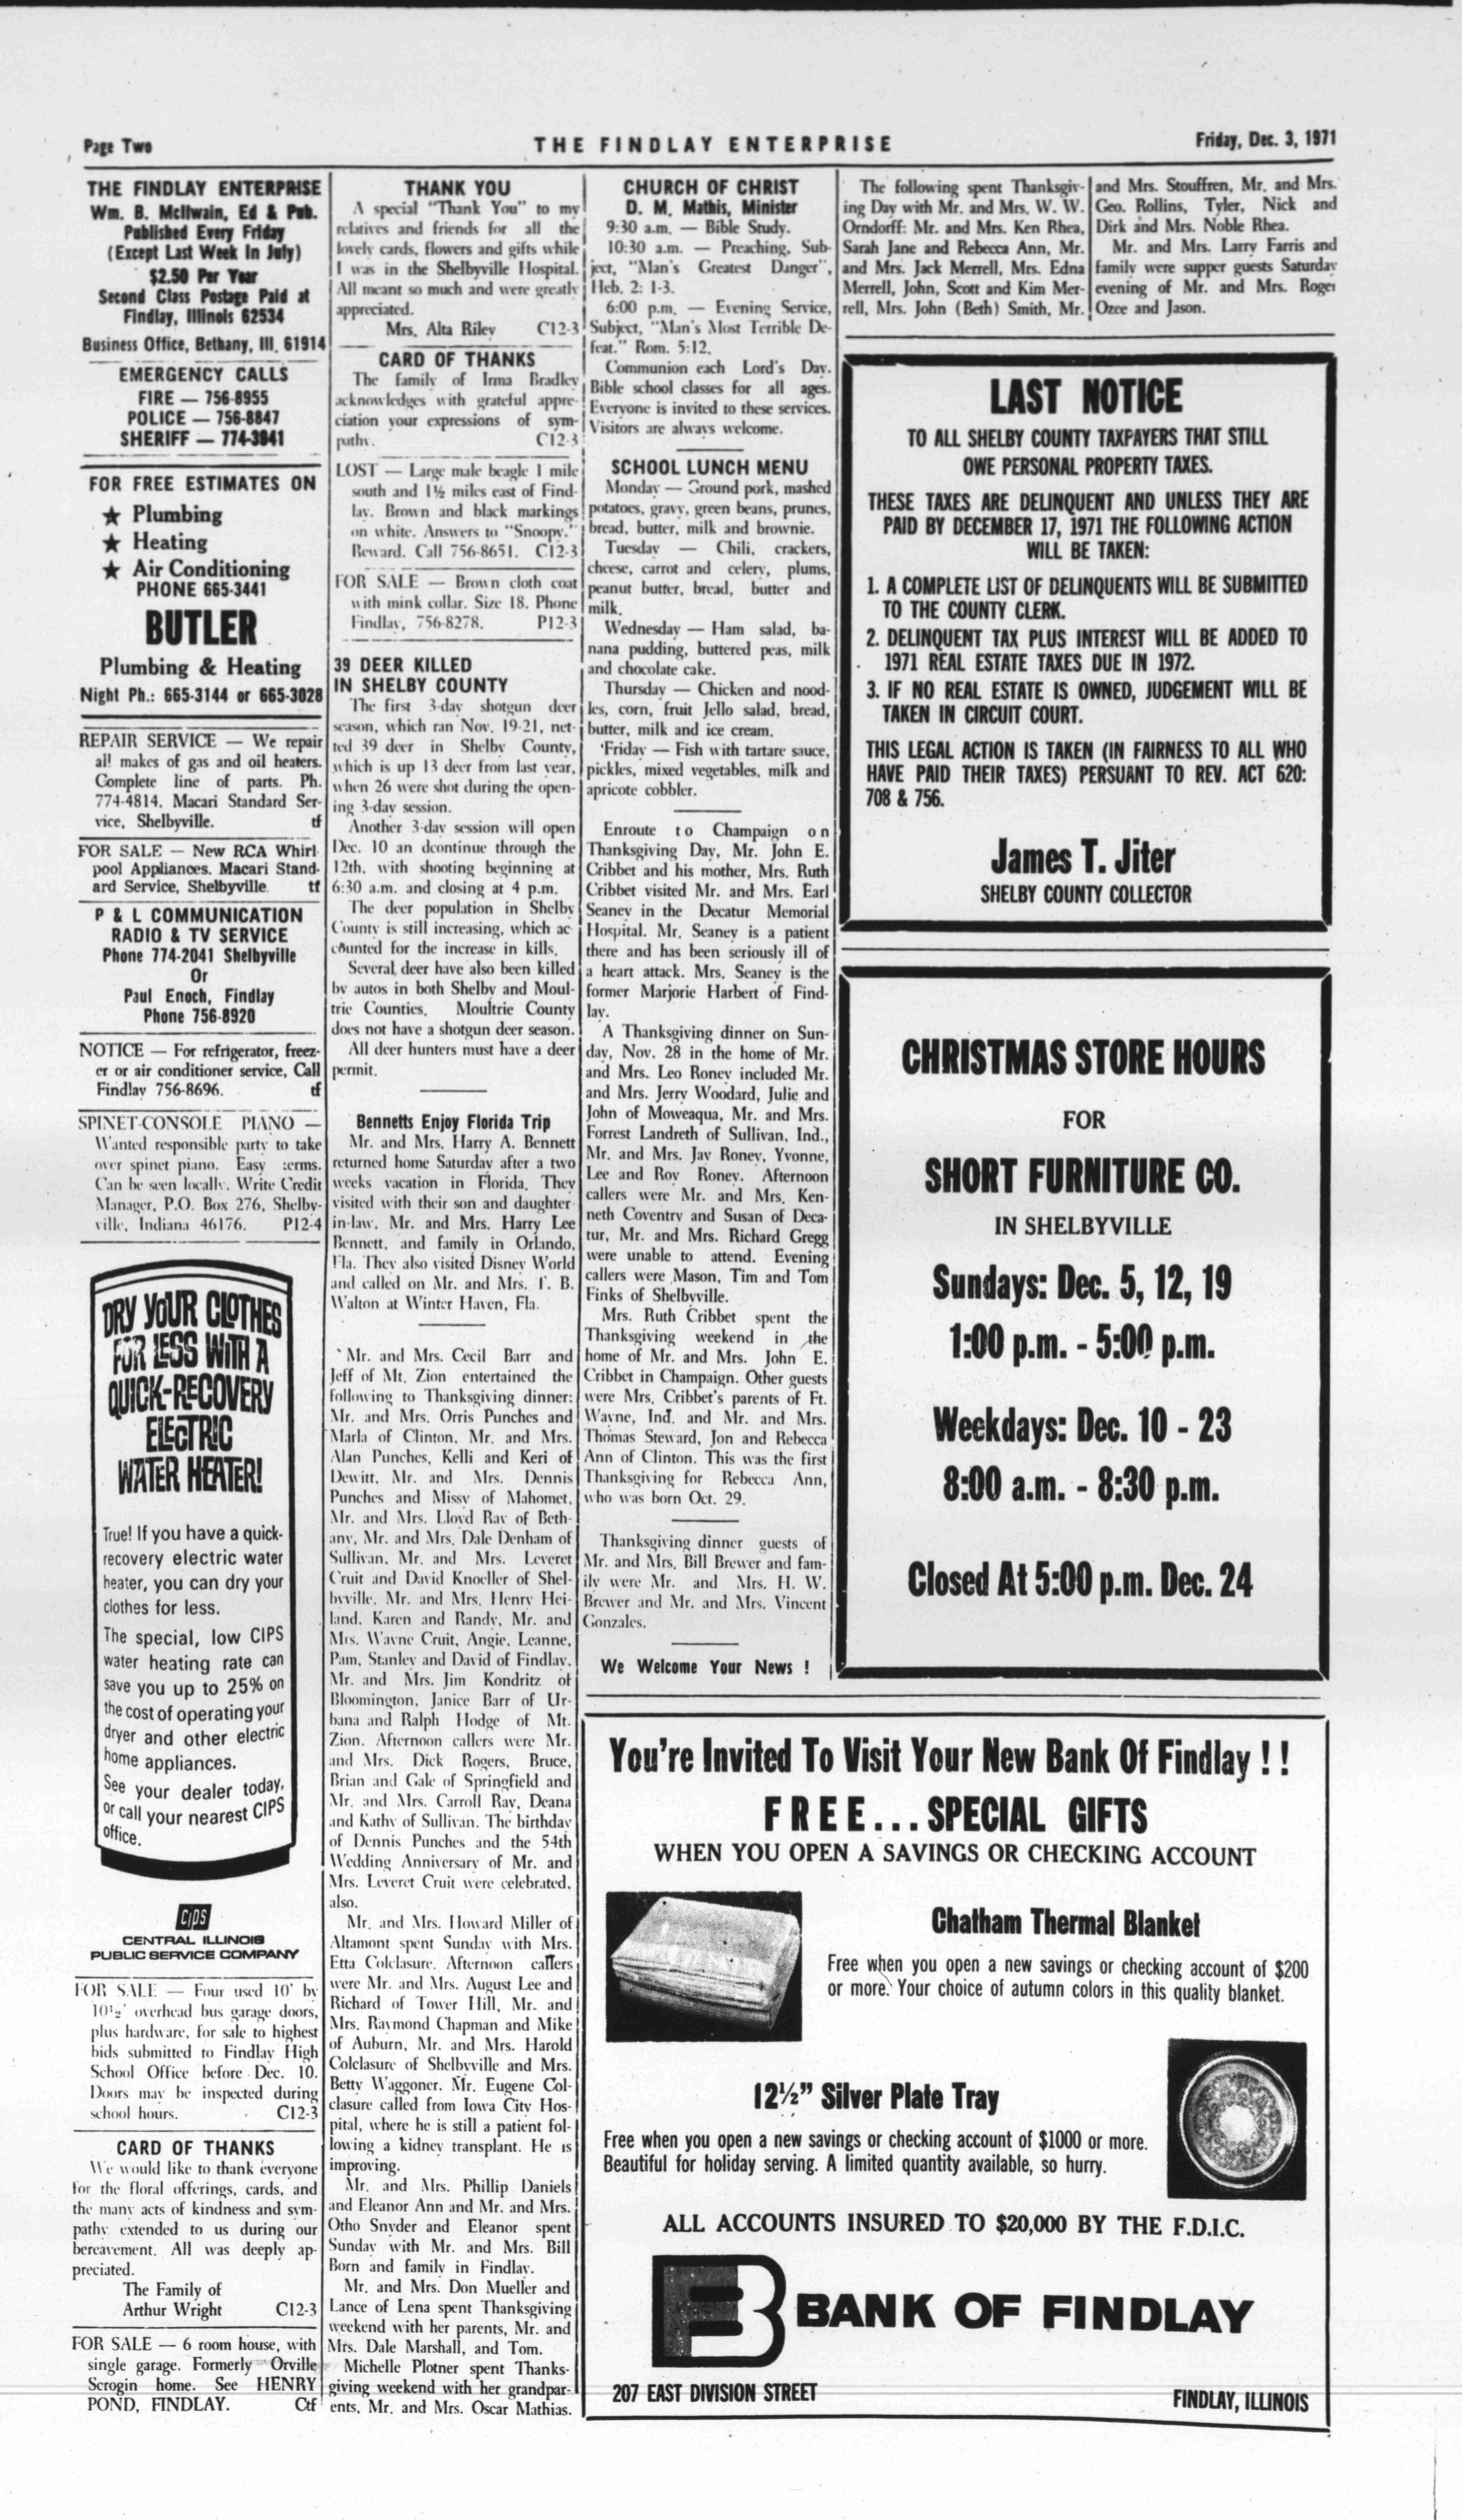 Page Two
THE FINDLAY ENTERPRISE
Friday, Dec. 3, 1971
THE FINDLAY ENTERPRISE
Wm. B. McIlwain, Ed & Pub.
Published Every Friday
(Except Last Week In July)
$2.50 Per Year
Second Class Postage Paid at
Findlay, Illinois 62534
Business Office, Bethany, Ill. 61914
EMERGENCY CALLS
FIRE — 756-8955
POLICE — 756-8847
SHERIFF — 774-3941
FOR FREE ESTIMATES ON
★ Plumbing
★ Heating
★ Air Conditioning
PHONE 665-3441
BUTLER
Plumbing & Heating
Night Ph.: 665-3144 or 665-3028
REPAIR SERVICE — We repair
all makes of gas and oil heaters.
Complete line of parts. Ph.
774-4814. Macari Standard Ser-
vice, Shelbyville. tf
FOR SALE — New RCA Whirl-
pool Appliances. Macari Stand-
ard Service, Shelbyville. tf
P & L COMMUNICATION
RADIO & TV SERVICE
Phone 774-2041 Shelbyville
Or
Paul Enoch, Findlay
Phone 756-8920
NOTICE — For refrigerator, freez-
er or air conditioner service, Call
Findlay 756-8696. tf
SPINET-CONSOLE PIANO —
Wanted responsible party to take
over spinet piano. Easy terms.
Can be seen locally. Write Credit
Manager, P.O. Box 276, Shelby-
ville, Indiana 46176. P12-4
DRY YOUR CLOTHES
FOR LESS WITH A
QUICK-RECOVERY
ELECTRIC
WATER HEATER!
True! If you have a quick-
recovery electric water
heater, you can dry your
clothes for less.
The special, low CIPS
water heating rate can
save you up to 25% on
the cost of operating your
dryer and other electric
home appliances.
See your dealer today,
or call your nearest CIPS
office.
CIPS
CENTRAL ILLINOIS
PUBLIC SERVICE COMPANY
FOR SALE — Four used 10' by
10½' overhead bus garage doors,
plus hardware, for sale to highest
bids submitted to Findlay High
School Office before Dec. 10.
Doors may be inspected during
school hours. C12-3
CARD OF THANKS
We would like to thank everyone
for the floral offerings, cards, and
the many acts of kindness and sym-
pathy extended to us during our
bereavement. All was deeply ap-
preciated.
The Family of
Arthur Wright C12-3
FOR SALE — 6 room house, with
single garage. Formerly Orville
Scrogin home. See HENRY
POND, FINDLAY. Ctf
THANK YOU
A special "Thank You" to my
relatives and friends for all the
lovely cards, flowers and gifts while
I was in the Shelbyville Hospital.
All meant so much and were greatly
appreciated.
Mrs. Alta Riley C12-3
CARD OF THANKS
The family of Irma Bradley
acknowledges with grateful appre-
ciation your expressions of sym-
pathy. C12-3
LOST — Large male beagle 1 mile
south and 1½ miles east of Find-
lay. Brown and black markings
on white. Answers to "Snoopy."
Reward. Call 756-8651. C12-3
FOR SALE — Brown cloth coat
with mink collar. Size 18. Phone
Findlay, 756-8278. P12-3
39 DEER KILLED
IN SHELBY COUNTY
The first 3-day shotgun deer
season, which ran Nov. 19-21, net-
ted 39 deer in Shelby County,
which is up 13 deer from last year,
when 26 were shot during the open-
ing 3-day session.
Another 3-day session will open
Dec. 10 an dcontinue through the
12th, with shooting beginning at
6:30 a.m. and closing at 4 p.m.
The deer population in Shelby
County is still increasing, which ac-
counted for the increase in kills.
Several deer have also been killed
by autos in both Shelby and Moul-
trie Counties. Moultrie County
does not have a shotgun deer season.
All deer hunters must have a deer
permit.
Bennetts Enjoy Florida Trip
Mr. and Mrs. Harry A. Bennett
returned home Saturday after a two
weeks vacation in Florida. They
visited with their son and daughter-
in-law, Mr. and Mrs. Harry Lee
Bennett, and family in Orlando,
Fla. They also visited Disney World
and called on Mr. and Mrs. T. B.
Walton at Winter Haven, Fla.
Mr. and Mrs. Cecil Barr and
Jeff of Mt. Zion entertained the
following to Thanksgiving dinner:
Mr. and Mrs. Orris Punches and
Marla of Clinton, Mr. and Mrs.
Alan Punches, Kelli and Keri of
Dewitt, Mr. and Mrs. Dennis
Punches and Missy of Mahomet,
Mr. and Mrs. Lloyd Ray of Beth-
any, Mr. and Mrs. Dale Denham of
Sullivan, Mr. and Mrs. Leveret
Cruit and David Knoeller of Shel-
byville, Mr. and Mrs. Henry Hei-
land, Karen and Randy, Mr. and
Mrs. Wayne Cruit, Angie, Leanne,
Pam, Stanley and David of Findlay,
Mr. and Mrs. Jim Kondritz of
Bloomington, Janice Barr of Ur-
bana and Ralph Hodge of Mt.
Zion. Afternoon callers were Mr.
and Mrs. Dick Rogers, Bruce,
Brian and Gale of Springfield and
Mr. and Mrs. Carroll Ray, Deana
and Kathy of Sullivan. The birthday
of Dennis Punches and the 54th
Wedding Anniversary of Mr. and
Mrs. Leveret Cruit were celebrated,
also.
Mr. and Mrs. Howard Miller of
Altamont spent Sunday with Mrs.
Etta Colclasure. Afternoon callers
were Mr. and Mrs. August Lee and
Richard of Tower Hill, Mr. and
Mrs. Raymond Chapman and Mike
of Auburn, Mr. and Mrs. Harold
Colclasure of Shelbyville and Mrs.
Betty Waggoner. Mr. Eugene Col-
clasure called from Iowa City Hos-
pital, where he is still a patient fol-
lowing a kidney transplant. He is
improving.
Mr. and Mrs. Phillip Daniels
and Eleanor Ann and Mr. and Mrs.
Otho Snyder and Eleanor spent
Sunday with Mr. and Mrs. Bill
Born and family in Findlay.
Mr. and Mrs. Don Mueller and
Lance of Lena spent Thanksgiving
weekend with her parents, Mr. and
Mrs. Dale Marshall, and Tom.
Michelle Plotner spent Thanks-
giving weekend with her grandpar-
ents, Mr. and Mrs. Oscar Mathias.
CHURCH OF CHRIST
D. M. Mathis, Minister
9:30 a.m. — Bible Study.
10:30 a.m. — Preaching, Sub-
ject, "Man's Greatest Danger",
Heb. 2: 1-3.
6:00 p.m. — Evening Service,
Subject, "Man's Most Terrible De-
feat." Rom. 5:12.
Communion each Lord's Day.
Bible school classes for all ages.
Everyone is invited to these services.
Visitors are always welcome.
SCHOOL LUNCH MENU
Monday — Ground pork, mashed
potatoes, gravy, green beans, prunes,
bread, butter, milk and brownie.
Tuesday — Chili, crackers,
cheese, carrot and celery, plums,
peanut butter, bread, butter and
milk.
Wednesday — Ham salad, ba-
nana pudding, buttered peas, milk
and chocolate cake.
Thursday — Chicken and nood-
les, corn, fruit Jello salad, bread,
butter, milk and ice cream.
Friday — Fish with tartare sauce,
pickles, mixed vegetables, milk and
apricote cobbler.
Enroute to Champaign on
Thanksgiving Day, Mr. John E.
Cribbet and his mother, Mrs. Ruth
Cribbet visited Mr. and Mrs. Earl
Seaney in the Decatur Memorial
Hospital. Mr. Seaney is a patient
there and has been seriously ill of
a heart attack. Mrs. Seaney is the
former Marjorie Harbert of Find-
lay.
A Thanksgiving dinner on Sun-
day, Nov. 28 in the home of Mr.
and Mrs. Leo Roney included Mr.
and Mrs. Jerry Woodard, Julie and
John of Moweaqua, Mr. and Mrs.
Forrest Landreth of Sullivan, Ind.,
Mr. and Mrs. Jay Roney, Yvonne,
Lee and Roy Roney. Afternoon
callers were Mr. and Mrs. Ken-
neth Coventry and Susan of Deca-
tur, Mr. and Mrs. Richard Gregg
were unable to attend. Evening
callers were Mason, Tim and Tom
Finks of Shelbyville.
Mrs. Ruth Cribbet spent the
Thanksgiving weekend in the
home of Mr. and Mrs. John E.
Cribbet in Champaign. Other guests
were Mrs. Cribbet's parents of Ft.
Wayne, Ind. and Mr. and Mrs.
Thomas Steward, Jon and Rebecca
Ann of Clinton. This was the first
Thanksgiving for Rebecca Ann,
who was born Oct. 29.
Thanksgiving dinner guests of
Mr. and Mrs. Bill Brewer and fam-
ily were Mr. and Mrs. H. W.
Brewer and Mr. and Mrs. Vincent
Gonzales.
We Welcome Your News !
The following spent Thanksgiv-
ing Day with Mr. and Mrs. W. W.
Orndorff: Mr. and Mrs. Ken Rhea,
Sarah Jane and Rebecca Ann, Mr.
and Mrs. Jack Merrell, Mrs. Edna
Merrell, John, Scott and Kim Mer-
rell, Mrs. John (Beth) Smith, Mr.
and Mrs. Stouffren, Mr. and Mrs.
Geo. Rollins, Tyler, Nick and
Dirk and Mrs. Noble Rhea.
Mr. and Mrs. Larry Farris and
family were supper guests Saturday
evening of Mr. and Mrs. Roger
Ozee and Jason.
LAST NOTICE
TO ALL SHELBY COUNTY TAXPAYERS THAT STILL
OWE PERSONAL PROPERTY TAXES.
THESE TAXES ARE DELINQUENT AND UNLESS THEY ARE
PAID BY DECEMBER 17, 1971 THE FOLLOWING ACTION
WILL BE TAKEN:
1. A COMPLETE LIST OF DELINQUENTS WILL BE SUBMITTED
TO THE COUNTY CLERK.
2. DELINQUENT TAX PLUS INTEREST WILL BE ADDED TO
1971 REAL ESTATE TAXES DUE IN 1972.
3. IF NO REAL ESTATE IS OWNED, JUDGEMENT WILL BE
TAKEN IN CIRCUIT COURT.
THIS LEGAL ACTION IS TAKEN (IN FAIRNESS TO ALL WHO
HAVE PAID THEIR TAXES) PERSUANT TO REV. ACT 620:
708 & 756.
James T. Jiter
SHELBY COUNTY COLLECTOR
CHRISTMAS STORE HOURS
FOR
SHORT FURNITURE CO.
IN SHELBYVILLE
Sundays: Dec. 5, 12, 19
1:00 p.m. - 5:00 p.m.
Weekdays: Dec. 10 - 23
8:00 a.m. - 8:30 p.m.
Closed At 5:00 p.m. Dec. 24
You're Invited To Visit Your New Bank Of Findlay ! !
FREE... SPECIAL GIFTS
WHEN YOU OPEN A SAVINGS OR CHECKING ACCOUNT
Chatham Thermal Blanket
Free when you open a new savings or checking account of $200
or more. Your choice of autumn colors in this quality blanket.
12½" Silver Plate Tray
Free when you open a new savings or checking account of $1000 or more.
Beautiful for holiday serving. A limited quantity available, so hurry.
ALL ACCOUNTS INSURED TO $20,000 BY THE F.D.I.C.
BANK OF FINDLAY
207 EAST DIVISION STREET
FINDLAY, ILLINOIS